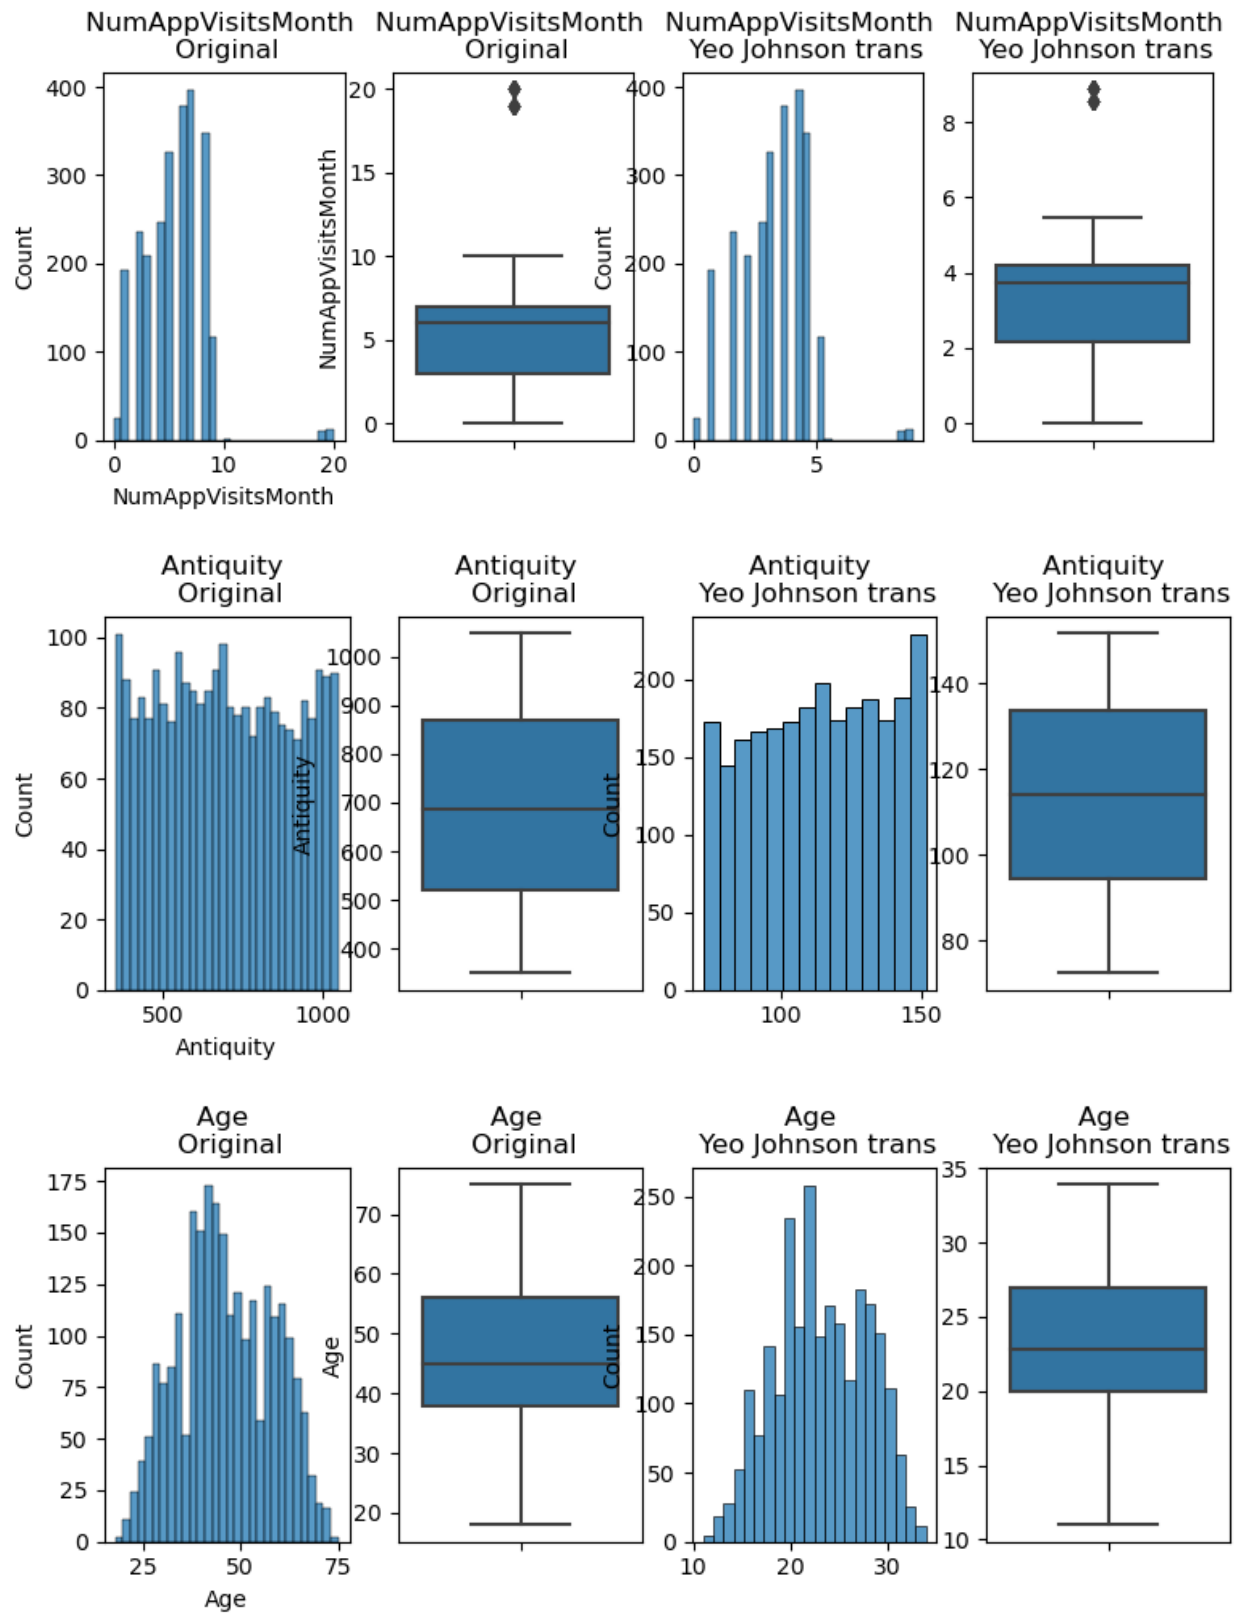 NumAppVisitsMonth
Original
NumAppVisitsMonth
Original
NumAppVisitsMonth
Yeo Johnson trans
NumAppVisitsMonth
Yeo Johnson trans
400
300
200
100
0
Count
0 10 20
NumAppVisitsMonth
20
15
10
5
0
NumAppVisitsMonth
400
300
200
100
0
Count
0 5
8
6
4
2
0
Antiquity
Original
Antiquity
Original
Antiquity
Yeo Johnson trans
Antiquity
Yeo Johnson trans
100
80
60
40
20
0
Count
500 1000
Antiquity
1000
900
800
700
600
500
400
Antiquity
200
150
100
50
0
Count
100 150
140
120
100
80
Age
Original
Age
Original
Age
Yeo Johnson trans
Age
Yeo Johnson trans
175
150
125
100
75
50
25
0
Count
25 50 75
Age
70
60
50
40
30
20
Age
250
200
150
100
50
0
Count
10 20 30
35
30
25
20
15
10